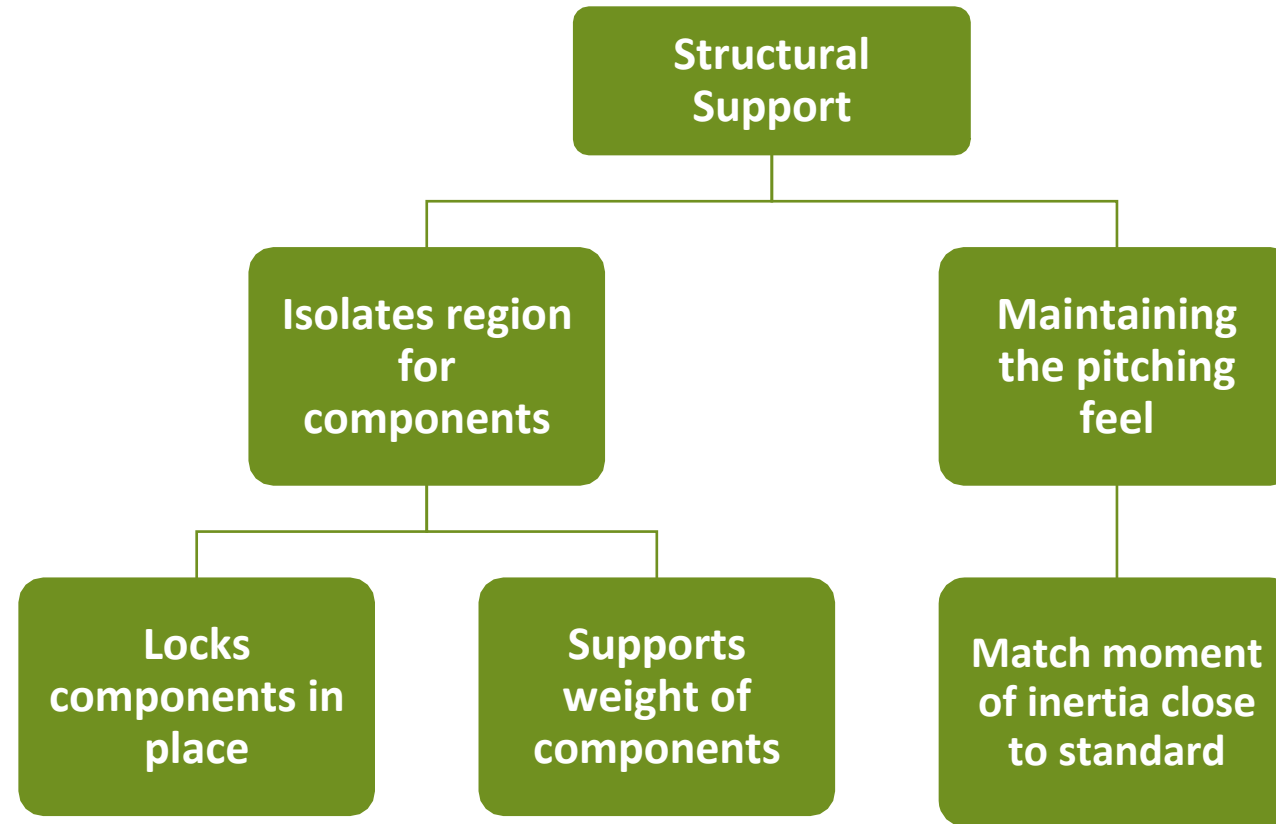 Structural
Support
Isolates region
for
components
Maintaining
the pitching
feel
Locks
components in
place
Supports
weight of
components
Match moment
of inertia close
to standard